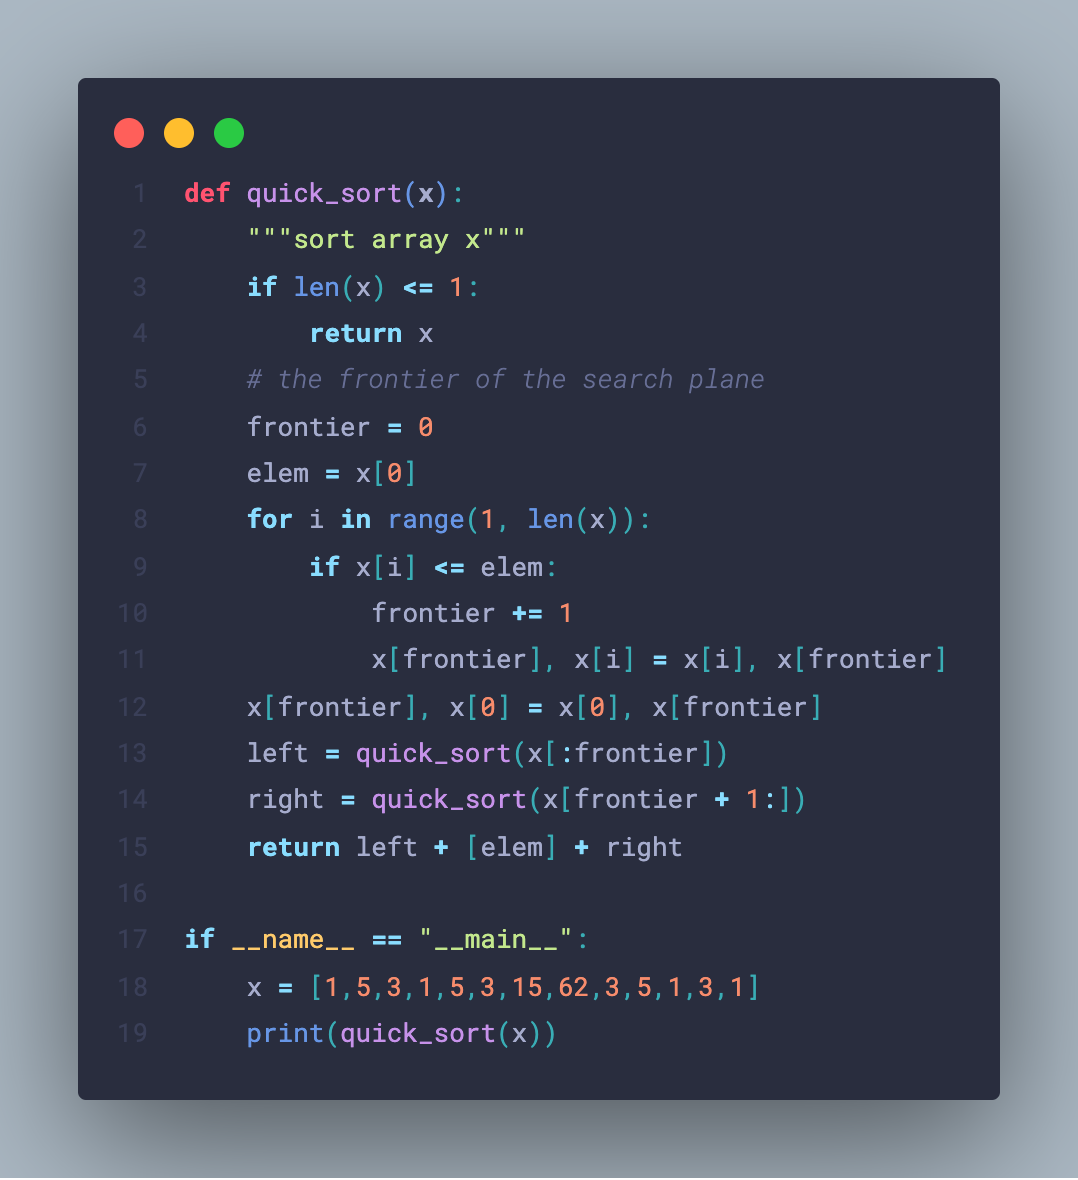 1 def quick_sort(x):
2     """sort array x"""
3     if len(x) <= 1:
4         return x
5     # the frontier of the search plane
6     frontier = 0
7     elem = x[0]
8     for i in range(1, len(x)):
9         if x[i] <= elem:
10             frontier += 1
11             x[frontier], x[i] = x[i], x[frontier]
12     x[frontier], x[0] = x[0], x[frontier]
13     left = quick_sort(x[:frontier])
14     right = quick_sort(x[frontier + 1:])
15     return left + [elem] + right
16
17 if __name__ == "__main__":
18     x = [1,5,3,1,5,3,15,62,3,5,1,3,1]
19     print(quick_sort(x))